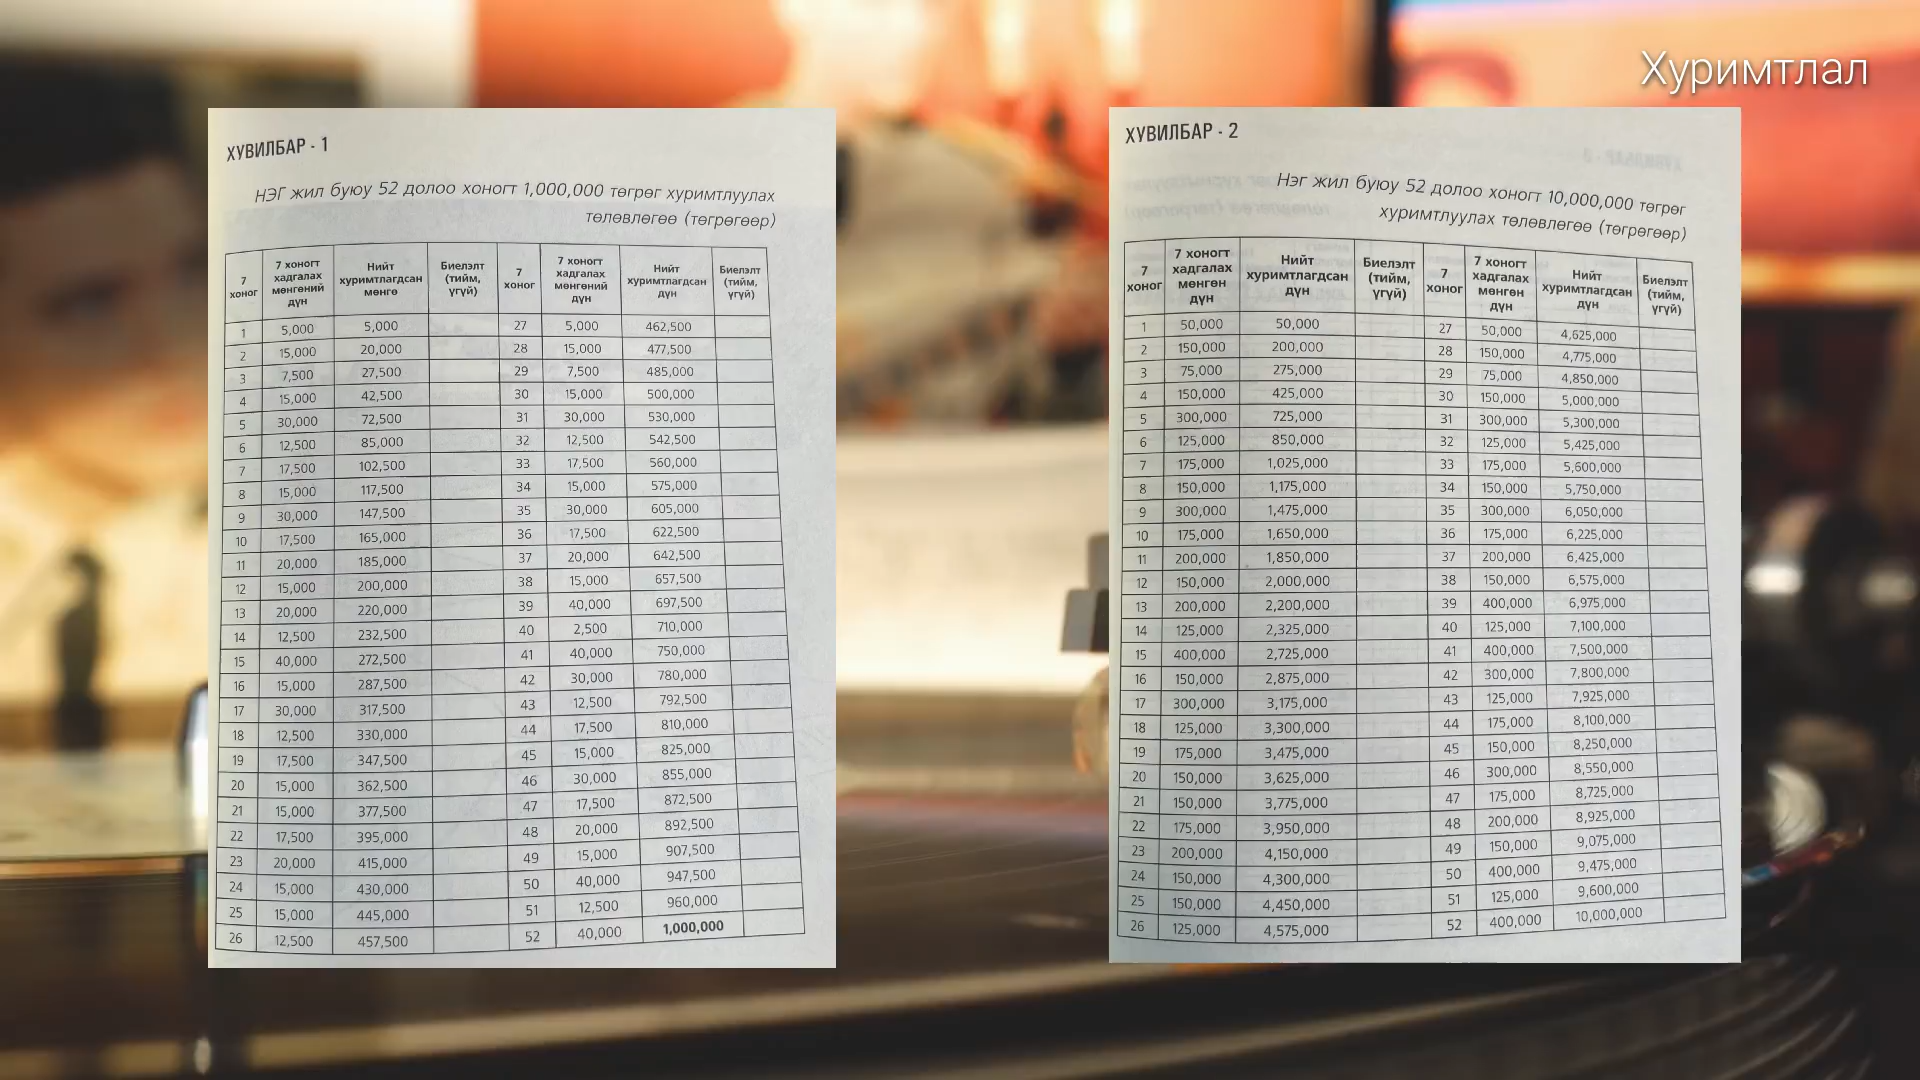 Хуримтлал
ХУВИЛБАР - 1
НЭГ жил буюу 52 долоо хоногт 1,000,000 төгрөг хуримтлуулах
төлөвлөгөө (төгрөгөөр)
7 хоног | 7 хоногт хадгалах мөнгөний дүн | Нийт хуримтлагдсан мөнгө | Биелэлт (тийм, үгүй) | 7 хоног | 7 хоногт хадгалах мөнгөний дүн | Нийт хуримтлагдсан дүн | Биелэлт (тийм, үгүй)
1 5,000 5,000 27 5,000 462,500
2 15,000 20,000 28 15,000 477,500
3 7,500 27,500 29 7,500 485,000
4 15,000 42,500 30 15,000 500,000
5 30,000 72,500 31 30,000 530,000
6 12,500 85,000 32 12,500 542,500
7 17,500 102,500 33 17,500 560,000
8 15,000 117,500 34 15,000 575,000
9 30,000 147,500 35 30,000 605,000
10 17,500 165,000 36 17,500 622,500
11 20,000 185,000 37 20,000 642,500
12 15,000 200,000 38 15,000 657,500
13 20,000 220,000 39 40,000 697,500
14 12,500 232,500 40 2,500 710,000
15 40,000 272,500 41 40,000 750,000
16 15,000 287,500 42 30,000 780,000
17 30,000 317,500 43 12,500 792,500
18 12,500 330,000 44 17,500 810,000
19 17,500 347,500 45 15,000 825,000
20 15,000 362,500 46 30,000 855,000
21 15,000 377,500 47 17,500 872,500
22 17,500 395,000 48 20,000 892,500
23 20,000 415,000 49 15,000 907,500
24 15,000 430,000 50 40,000 947,500
25 15,000 445,000 51 12,500 960,000
26 12,500 457,500 52 40,000 1,000,000
ХУВИЛБАР - 2
Нэг жил буюу 52 долоо хоногт 10,000,000 төгрөг
хуримтлуулах төлөвлөгөө (төгрөгөөр)
7 хоног | 7 хоногт хадгалах мөнгөн дүн | Нийт хуримтлагдсан дүн | Биелэлт (тийм, үгүй) | 7 хоног | 7 хоногт хадгалах мөнгөн дүн | Нийт хуримтлагдсан дүн | Биелэлт (тийм, үгүй)
1 50,000 50,000 27 50,000 4,625,000
2 150,000 200,000 28 150,000 4,775,000
3 75,000 275,000 29 75,000 4,850,000
4 150,000 425,000 30 150,000 5,000,000
5 300,000 725,000 31 300,000 5,300,000
6 125,000 850,000 32 125,000 5,425,000
7 175,000 1,025,000 33 175,000 5,600,000
8 150,000 1,175,000 34 150,000 5,750,000
9 300,000 1,475,000 35 300,000 6,050,000
10 175,000 1,650,000 36 175,000 6,225,000
11 200,000 1,850,000 37 200,000 6,425,000
12 150,000 2,000,000 38 150,000 6,575,000
13 200,000 2,200,000 39 400,000 6,975,000
14 125,000 2,325,000 40 125,000 7,100,000
15 400,000 2,725,000 41 400,000 7,500,000
16 150,000 2,875,000 42 300,000 7,800,000
17 300,000 3,175,000 43 125,000 7,925,000
18 125,000 3,300,000 44 175,000 8,100,000
19 175,000 3,475,000 45 150,000 8,250,000
20 150,000 3,625,000 46 300,000 8,550,000
21 150,000 3,775,000 47 175,000 8,725,000
22 175,000 3,950,000 48 200,000 8,925,000
23 200,000 4,150,000 49 150,000 9,075,000
24 150,000 4,300,000 50 400,000 9,475,000
25 150,000 4,450,000 51 125,000 9,600,000
26 125,000 4,575,000 52 400,000 10,000,000